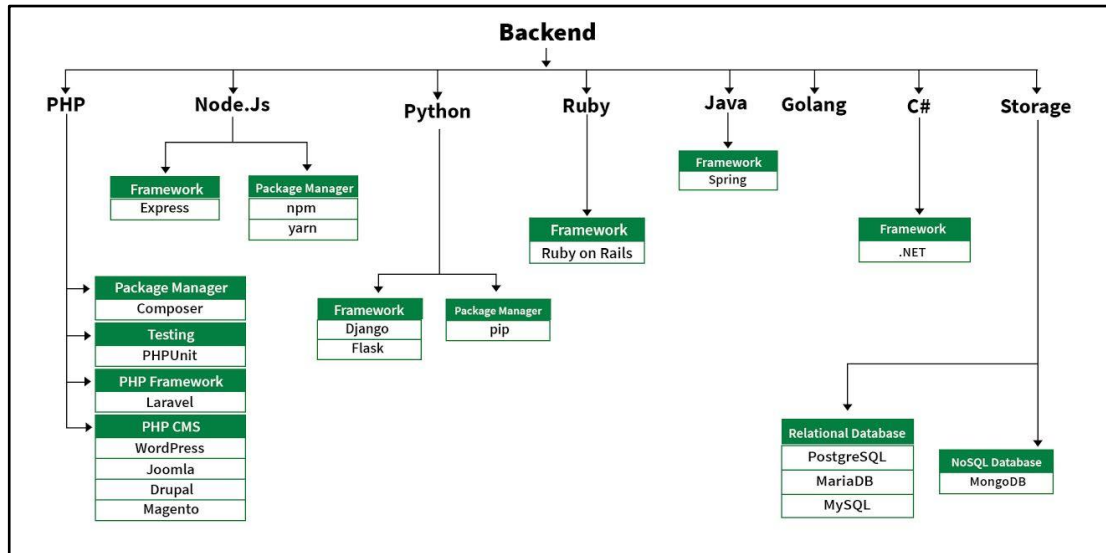 Backend
PHP
Node.Js
Python
Ruby
Java
Golang
C#
Storage
Framework
Express
Package Manager
npm
yarn
Framework
Spring
Framework
Ruby on Rails
Framework
.NET
Package Manager
Composer
Testing
PHPUnit
PHP Framework
Laravel
PHP CMS
WordPress
Joomla
Drupal
Magento
Framework
Django
Flask
Package Manager
pip
Relational Database
PostgreSQL
MariaDB
MySQL
NoSQL Database
MongoDB